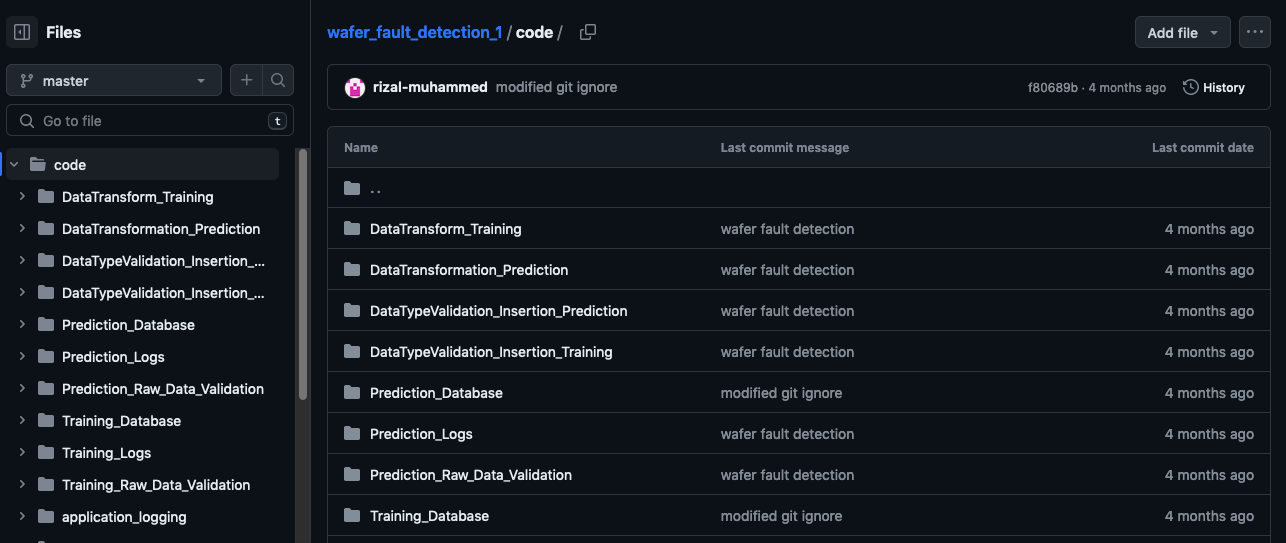 Files
master
Go to file
t
code
DataTransform_Training
DataTransformation_Prediction
DataTypeValidation_Insertion_...
DataTypeValidation_Insertion_...
Prediction_Database
Prediction_Logs
Prediction_Raw_Data_Validation
Training_Database
Training_Logs
Training_Raw_Data_Validation
application_logging
wafer_fault_detection_1 / code /
Add file
rizal-muhammed modified git ignore
f80689b · 4 months ago
History
Name Last commit message Last commit date
..
DataTransform_Training wafer fault detection 4 months ago
DataTransformation_Prediction wafer fault detection 4 months ago
DataTypeValidation_Insertion_Prediction wafer fault detection 4 months ago
DataTypeValidation_Insertion_Training wafer fault detection 4 months ago
Prediction_Database modified git ignore 4 months ago
Prediction_Logs wafer fault detection 4 months ago
Prediction_Raw_Data_Validation wafer fault detection 4 months ago
Training_Database modified git ignore 4 months ago